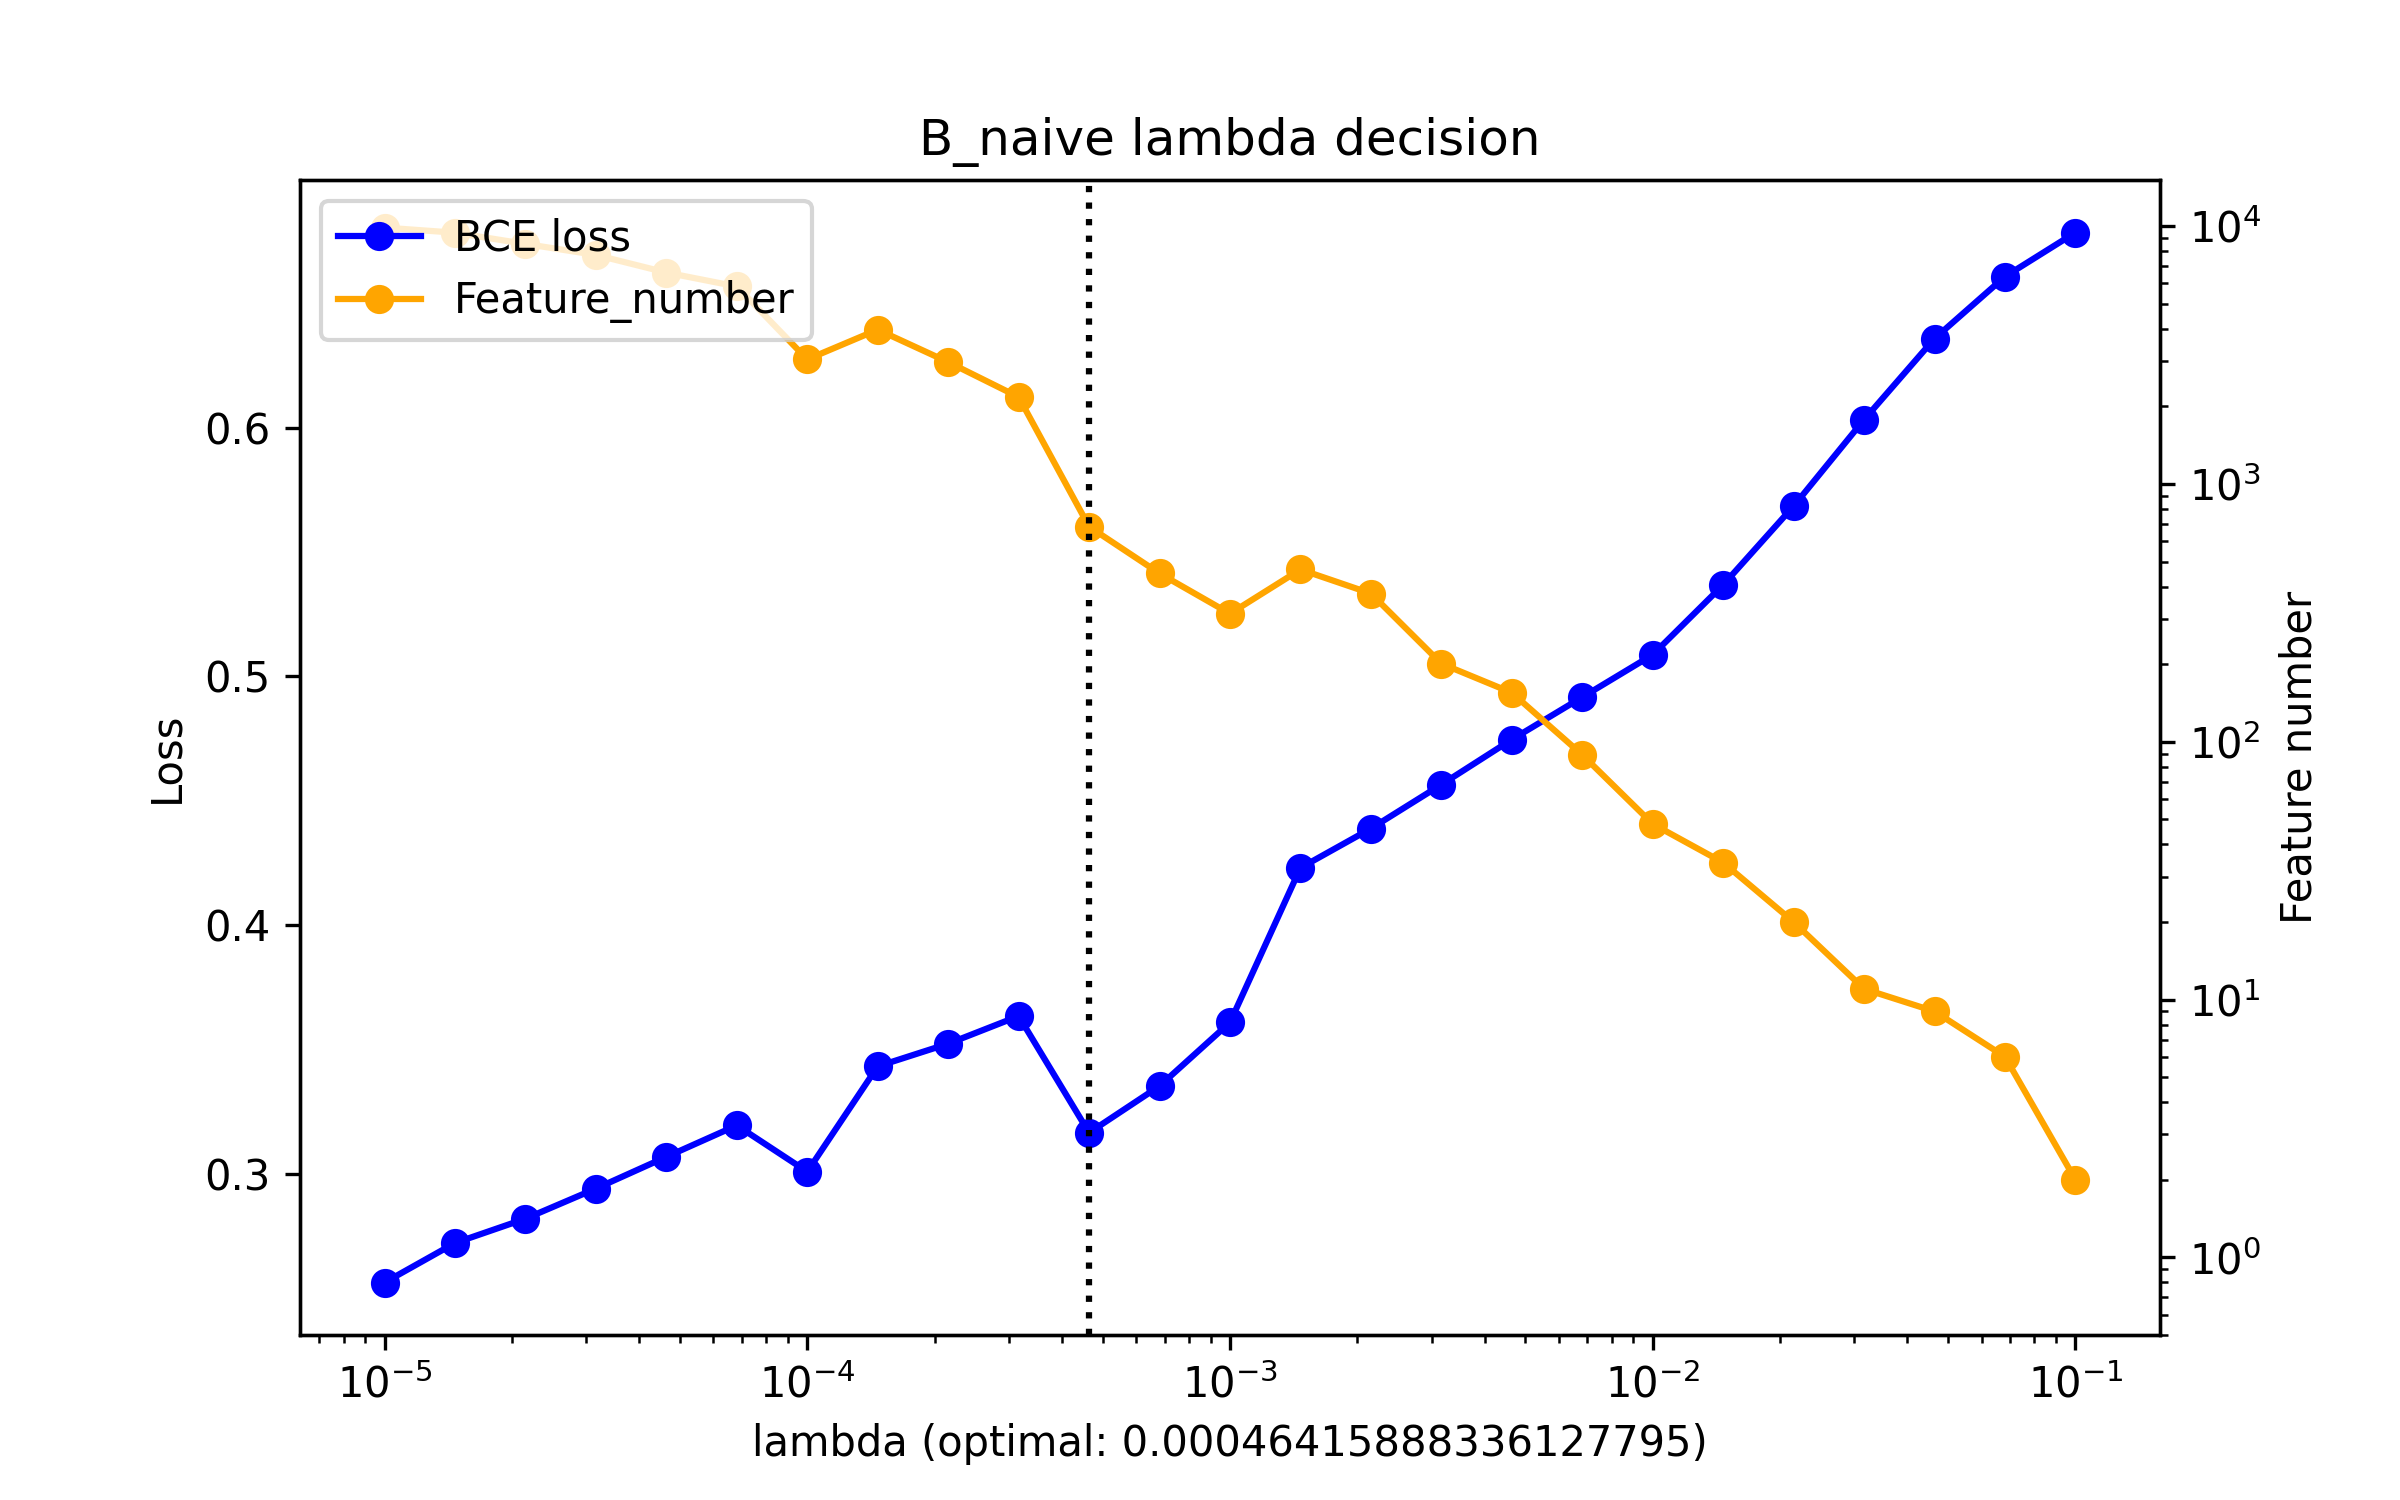 B_naive lambda decision
BCE loss
Feature_number
Loss
0.6
0.5
0.4
0.3
10⁴
10³
10²
10¹
10⁰
Feature number
10⁻⁵ 10⁻⁴ 10⁻³ 10⁻² 10⁻¹
lambda (optimal: 0.00046415888336127795)